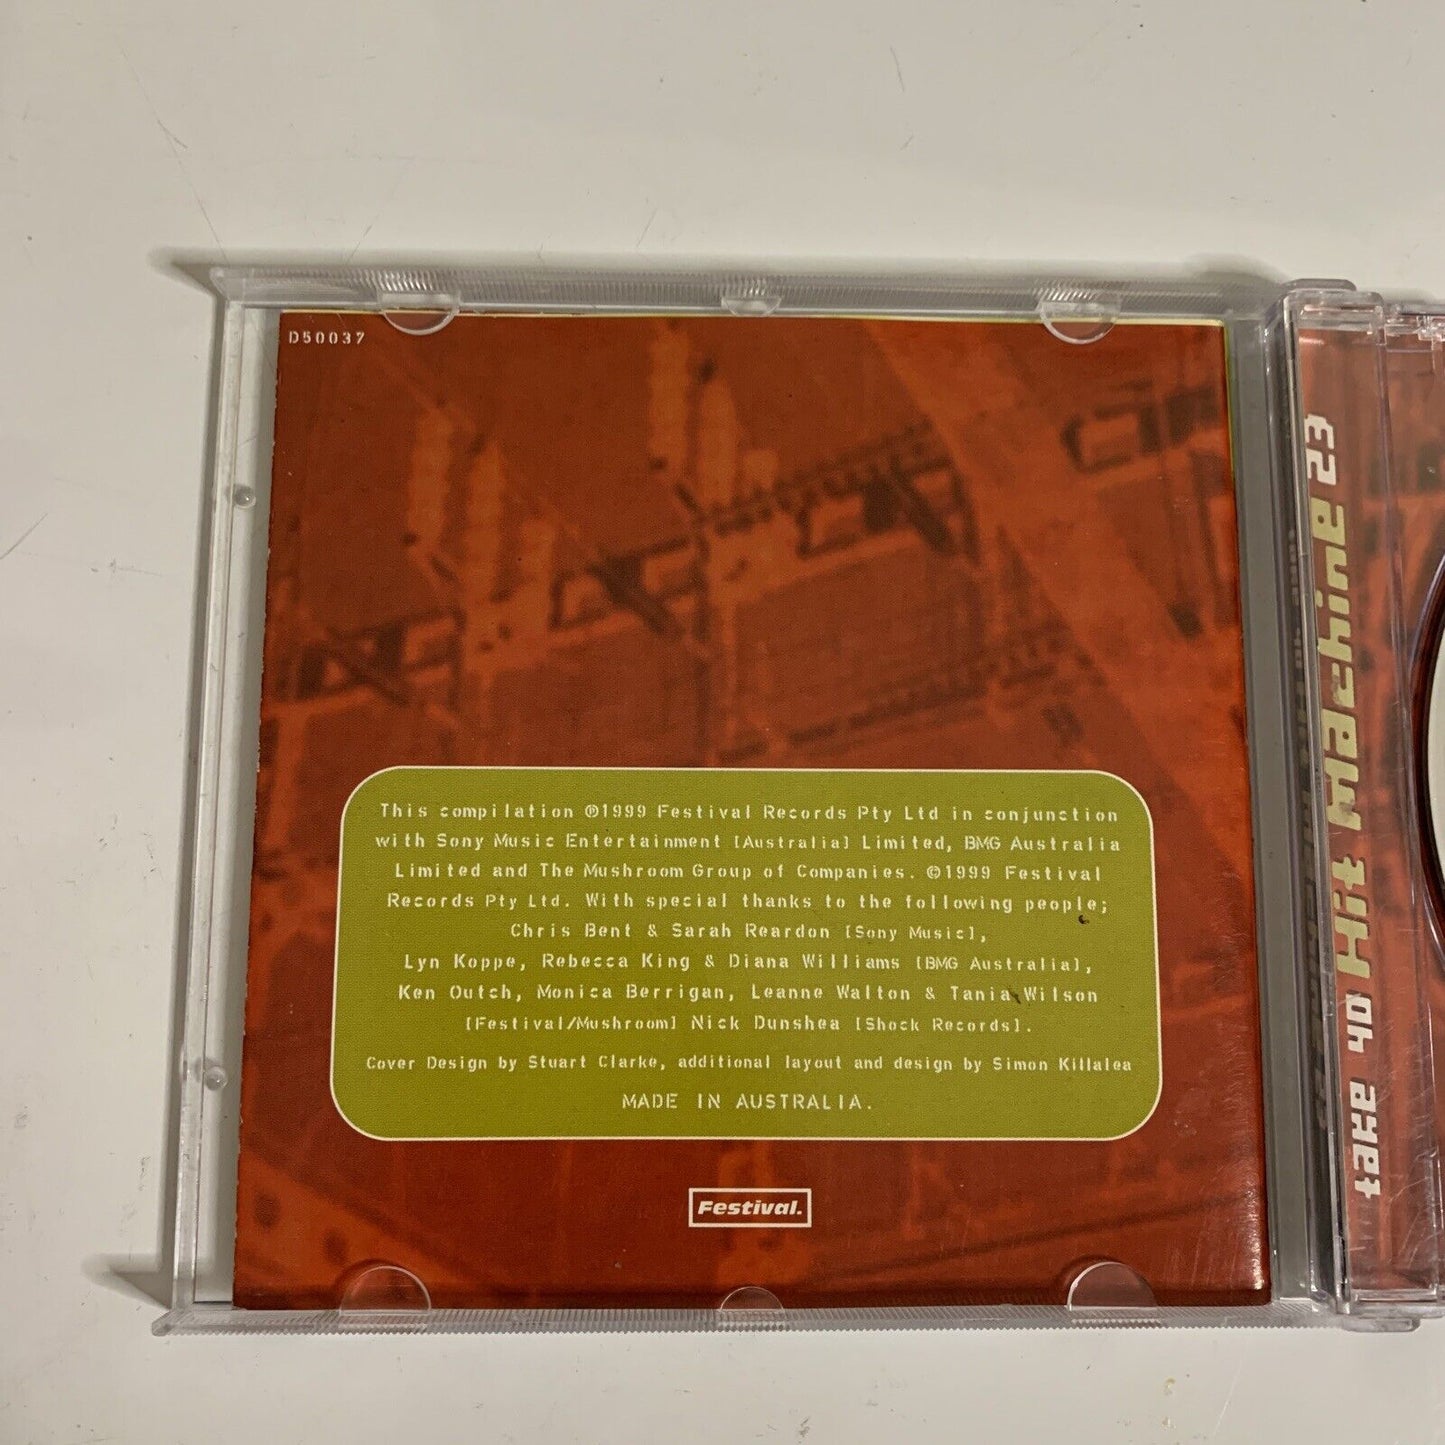 D50037
This compilation ℗1999 Festival Records Pty Ltd in conjunction
with Sony Music Entertainment [Australia] Limited, BMG Australia
Limited and The Mushroom Group of Companies. ©1999 Festival
Records Pty Ltd. With special thanks to the following people;
Chris Bent & Sarah Reardon [Sony Music],
Lyn Koppe, Rebecca King & Diana Williams [BMG Australia],
Ken Outch, Monica Berrigan, Leanne Walton & Tania Wilson
[Festival/Mushroom] Nick Dunshea [Shock Records].
Cover Design by Stuart Clarke, additional layout and design by Simon Killalea
MADE IN AUSTRALIA.
Festival.
take 40 Hit Machine 23